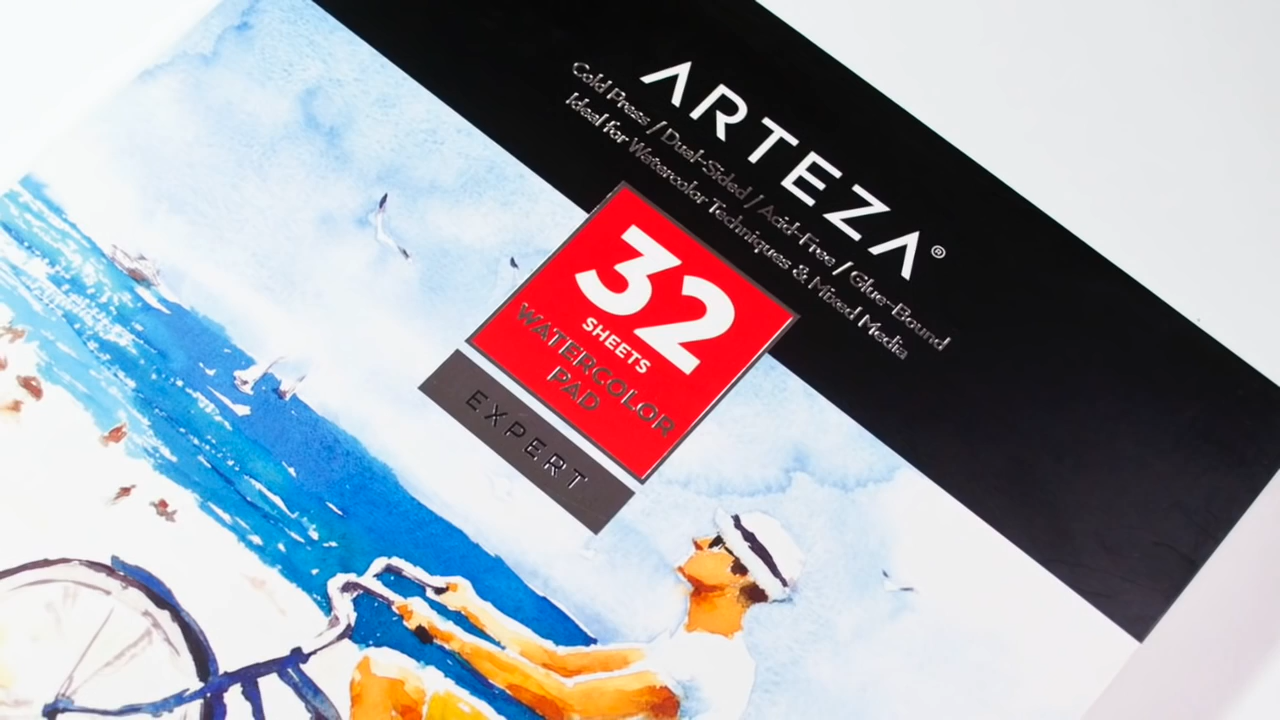 ARTEZA®
Cold Press / Dual-Sided / Acid-Free / Glue-Bound
Ideal for Watercolor Techniques & Mixed Media
32
SHEETS
WATERCOLOR
PAD
EXPERT